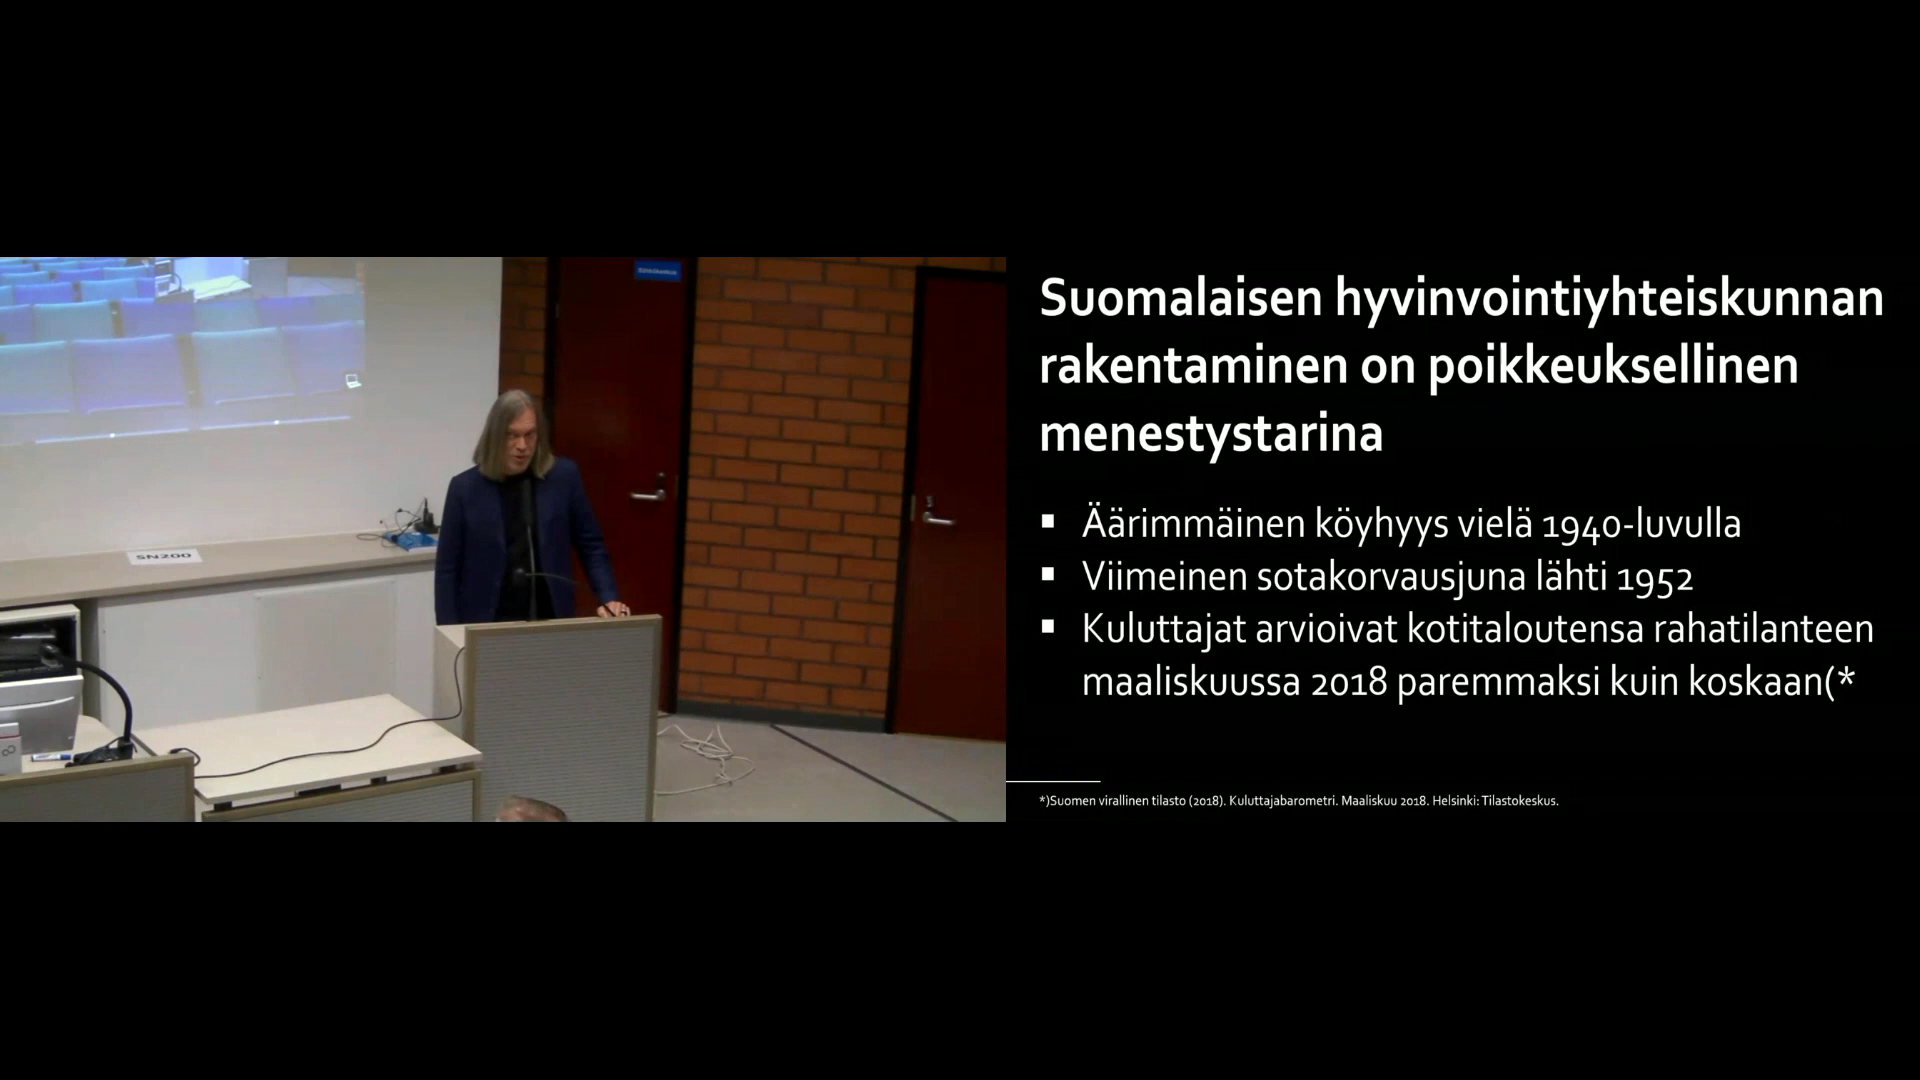 SN200
Suomalaisen hyvinvointiyhteiskunnan
rakentaminen on poikkeuksellinen
menestystarina
▪ Äärimmäinen köyhyys vielä 1940-luvulla
▪ Viimeinen sotakorvausjuna lähti 1952
▪ Kuluttajat arvioivat kotitaloutensa rahatilanteen
maaliskuussa 2018 paremmaksi kuin koskaan(*
*)Suomen virallinen tilasto (2018). Kuluttajabarometri. Maaliskuu 2018. Helsinki: Tilastokeskus.